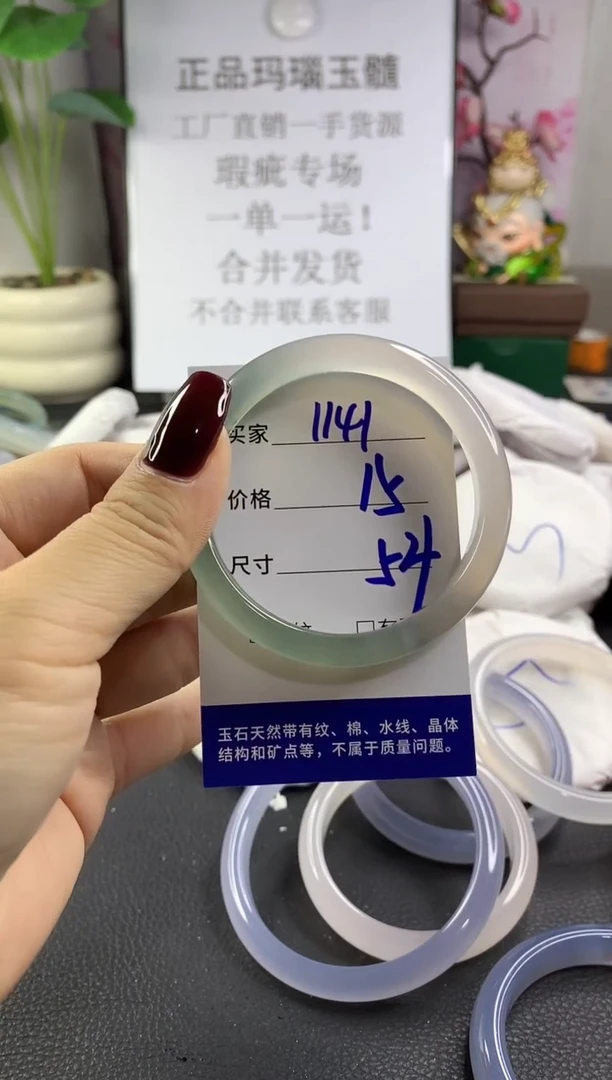 正品玛瑙玉髓
工厂直销一手货源
瑕疵专场
一单一运!
合并发货
不合并联系客服
买家 1141
价格 15
尺寸 54
玉石天然带有纹、棉、水线、晶体
结构和矿点等，不属于质量问题。